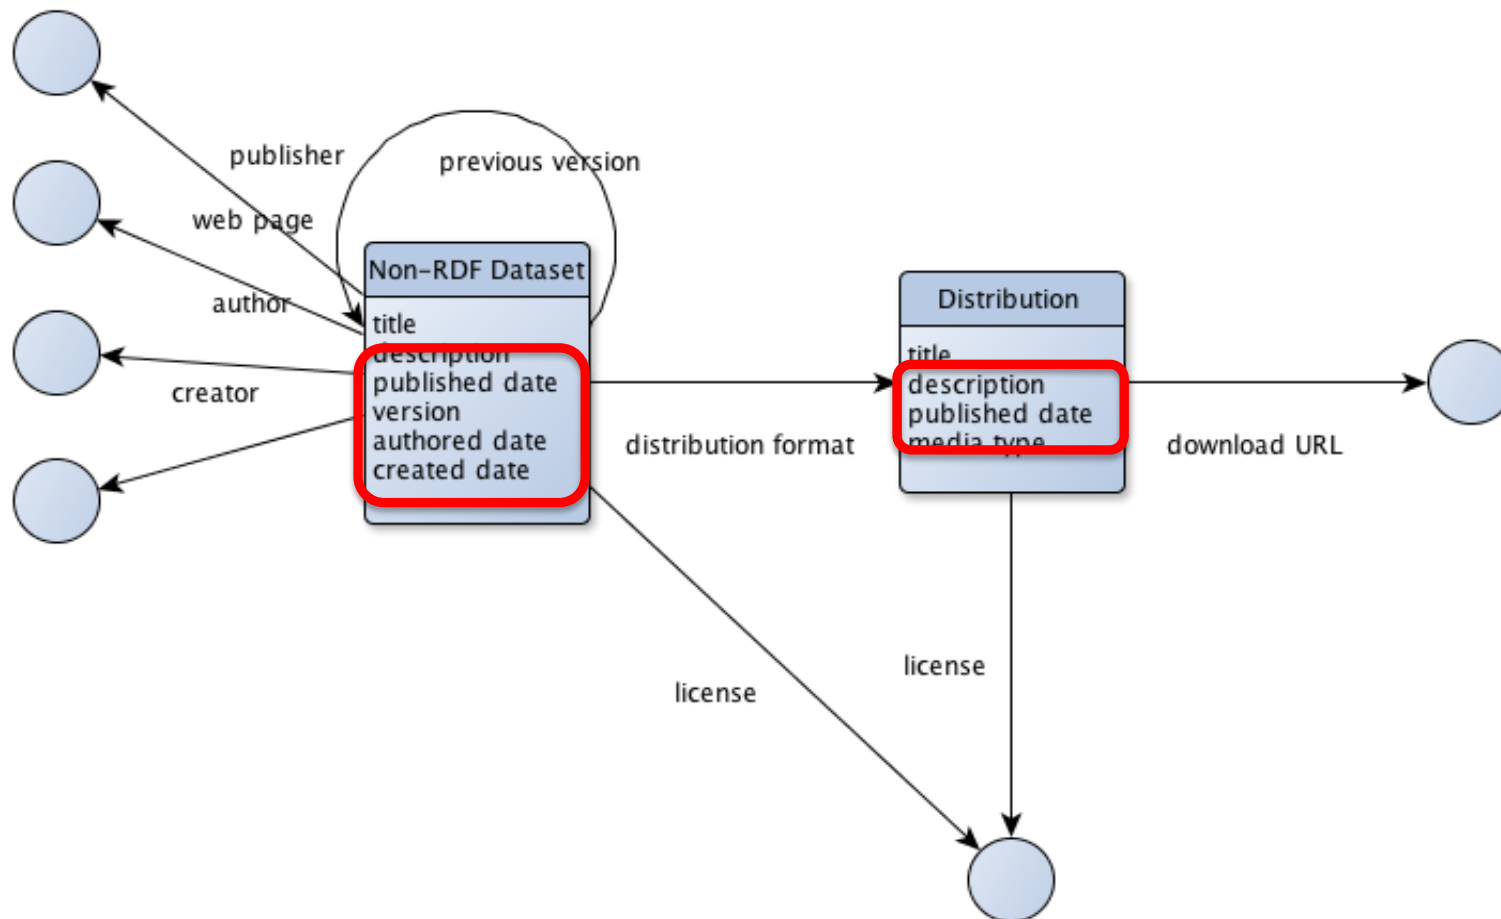 publisher
previous version
web page
author
creator
Non-RDF Dataset
title
description
published date
version
authored date
created date
distribution format
Distribution
title
description
published date
media type
download URL
license
license